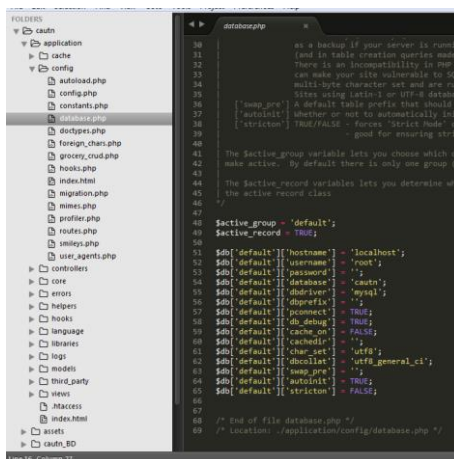 FOLDERS
cautn
application
cache
config
autoload.php
config.php
constants.php
database.php
doctypes.php
foreign_chars.php
grocery_crud.php
hooks.php
index.html
migration.php
mimes.php
profiler.php
routes.php
smileys.php
user_agents.php
controllers
core
errors
helpers
hooks
language
libraries
logs
models
third_party
views
.htaccess
index.html
assets
cautn_BD
database.php
30 | as a backup if your server is runni
31 | (and in table creation queries mad
32 | There is an incompatibility in PHP
33 | can make your site vulnerable to SQ
34 | multi-byte character set and are ru
35 | Sites using Latin-1 or UTF-8 databa
36 | ['swap_pre'] A default table prefix that should
37 | ['autoinit'] Whether or not to automatically in
38 | ['stricton'] TRUE/FALSE - forces 'Strict Mode'
39 | - good for ensuring stri
40 |
41 | The $active_group variable lets you choose which
42 | make active. By default there is only one group
43 |
44 | The $active_record variables lets you determine wh
45 | the active record class
46 */
47
48 $active_group = 'default';
49 $active_record = TRUE;
50
51 $db['default']['hostname'] = 'localhost';
52 $db['default']['username'] = 'root';
53 $db['default']['password'] = '';
54 $db['default']['database'] = 'cautn';
55 $db['default']['dbdriver'] = 'mysql';
56 $db['default']['dbprefix'] = '';
57 $db['default']['pconnect'] = TRUE;
58 $db['default']['db_debug'] = TRUE;
59 $db['default']['cache_on'] = FALSE;
60 $db['default']['cachedir'] = '';
61 $db['default']['char_set'] = 'utf8';
62 $db['default']['dbcollat'] = 'utf8_general_ci';
63 $db['default']['swap_pre'] = '';
64 $db['default']['autoinit'] = TRUE;
65 $db['default']['stricton'] = FALSE;
66
67
68 /* End of file database.php */
69 /* Location: ./application/config/database.php */